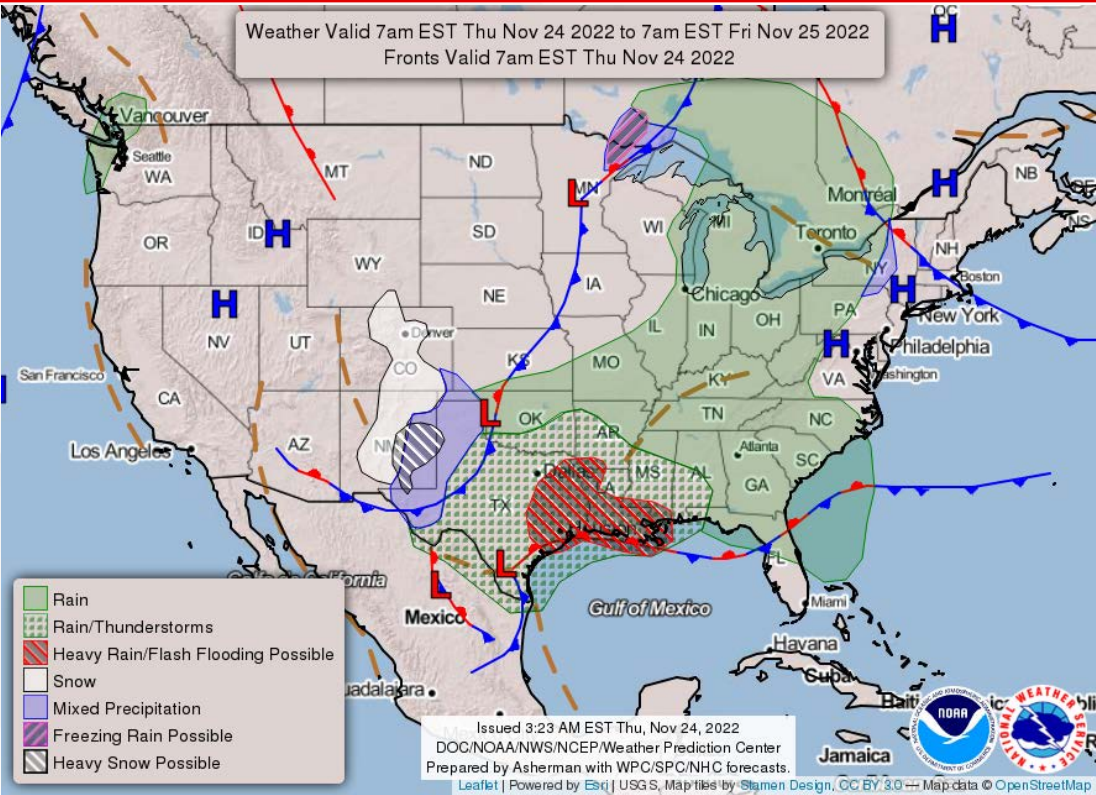 Weather Valid 7am EST Thu Nov 24 2022 to 7am EST Fri Nov 25 2022
Fronts Valid 7am EST Thu Nov 24 2022
H
Vancouver
Seattle
WA
MT
ND
MN
L
Montréal
H
NB
NS
OR
ID
H
SD
WI
MI
Toronto
NH
WY
NY
Boston
H
NV
UT
NE
IA
Chicago
H
New York
Denver
CO
IL
IN
OH
PA
San Francisco
CA
KS
MO
KY
H
Philadelphia
VA
Los Angeles
AZ
NM
L
OK
AR
TN
NC
Atlanta
SC
Dallas
MS
AL
GA
TX
Houston
L
L
FL
Mexico
Gulf of Mexico
Miami
Havana
Cuba
Jamaica
Rain
Rain/Thunderstorms
Heavy Rain/Flash Flooding Possible
Snow
Mixed Precipitation
Freezing Rain Possible
Heavy Snow Possible
Issued 3:23 AM EST Thu, Nov 24, 2022
DOC/NOAA/NWS/NCEP/Weather Prediction Center
Prepared by Asherman with WPC/SPC/NHC forecasts.
NOAA
NATIONAL WEATHER SERVICE
Leaflet | Powered by Esri | USGS, Map tiles by Stamen Design, CC BY 3.0 — Map data © OpenStreetMap